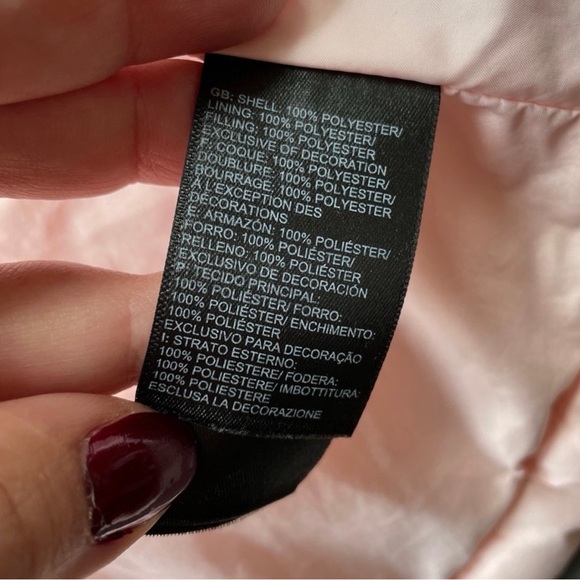 GB: SHELL: 100% POLYESTER/
LINING: 100% POLYESTER/
FILLING: 100% POLYESTER
EXCLUSIVE OF DECORATION
F: COQUE: 100% POLYESTER/
DOUBLURE: 100% POLYESTER/
BOURRAGE: 100% POLYESTER
À L'EXCEPTION DES
DÉCORATIONS
E: ARMAZÓN: 100% POLIÉSTER/
FORRO: 100% POLIÉSTER/
RELLENO: 100% POLIÉSTER
EXCLUSIVO DE DECORACIÓN
P: TECIDO PRINCIPAL:
100% POLIÉSTER/ FORRO:
100% POLIÉSTER/ ENCHIMENTO:
100% POLIÉSTER
EXCLUSIVO PARA DECORAÇÃO
I: STRATO ESTERNO:
100% POLIESTERE/ FODERA:
100% POLIESTERE/ IMBOTTITURA:
100% POLIESTERE
ESCLUSA LA DECORAZIONE